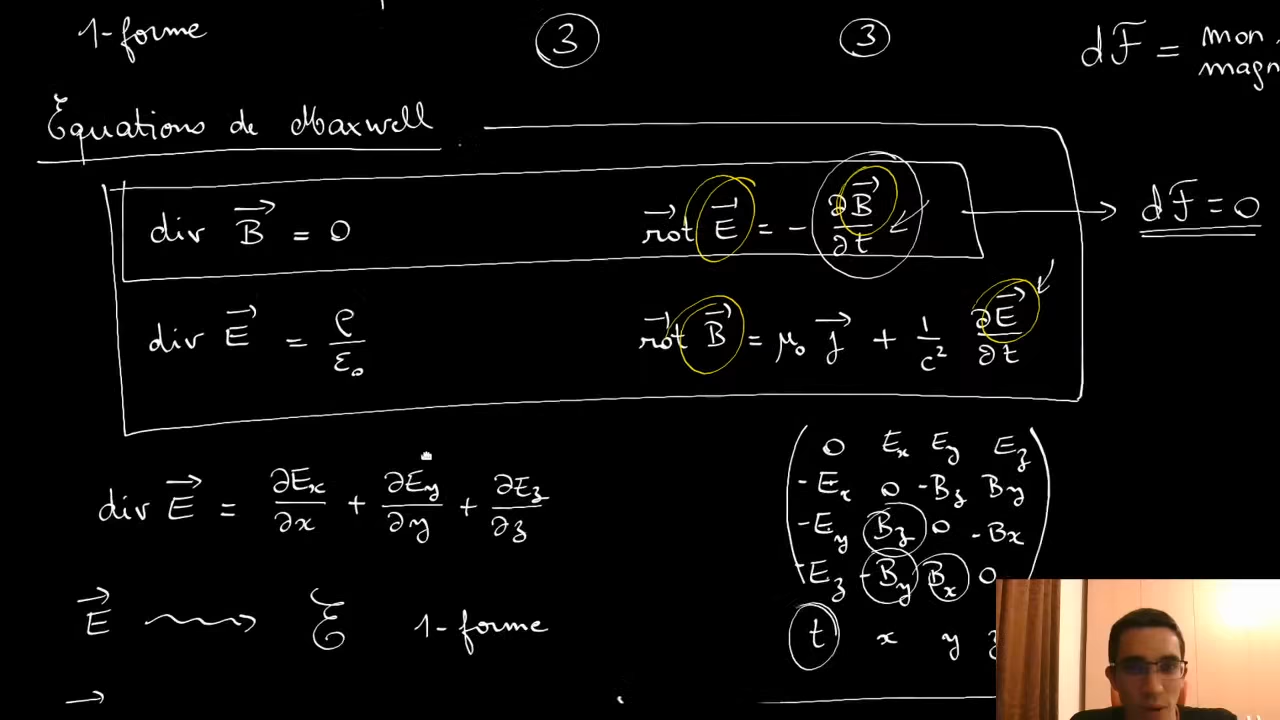 1-forme 3 3 dF = mon
magn
Équations de Maxwell
div B⃗ = 0 rot⃗ E⃗ = - ∂B⃗/∂t → dF = 0
div E⃗ = ρ/ε₀ rot⃗ B⃗ = μ₀ j⃗ + 1/c² ∂E⃗/∂t
div E⃗ = ∂Ex/∂x + ∂Ey/∂y + ∂Ez/∂z
0 Ex Ey Ez
-Ex 0 -Bz By
-Ey Bz 0 -Bx
-Ez -By Bx 0
E⃗ ⟿ ℰ 1-forme
t x y z